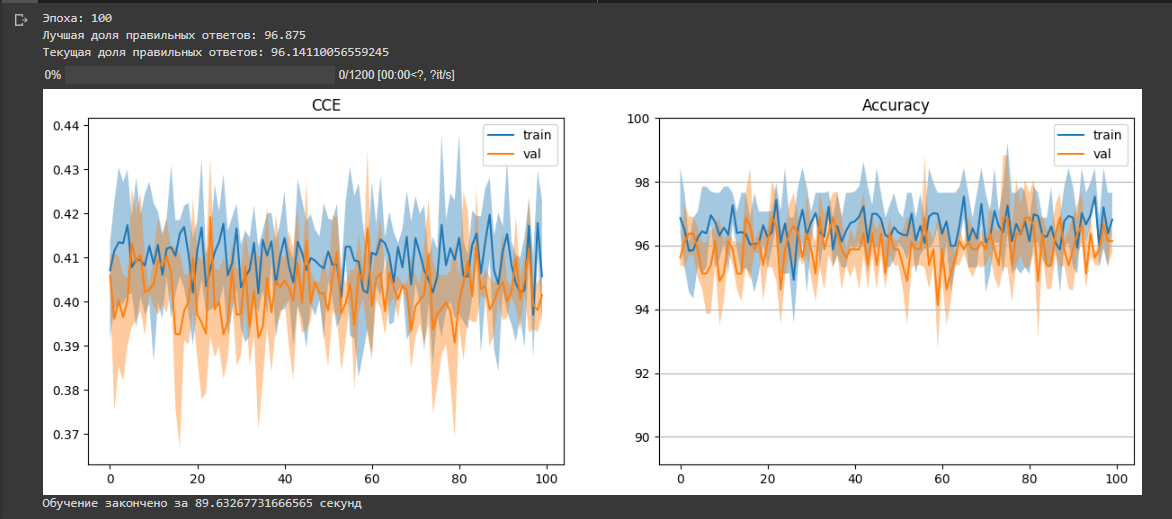 Эпоха: 100
Лучшая доля правильных ответов: 96.875
Текущая доля правильных ответов: 96.14110056559245
0% 0/1200 [00:00<?, ?it/s]
CCE
0.44
0.43
0.42
0.41
0.40
0.39
0.38
0.37
0 20 40 60 80 100
train
val
Accuracy
100
98
96
94
92
90
0 20 40 60 80 100
train
val
Обучение закончено за 89.63267731666565 секунд